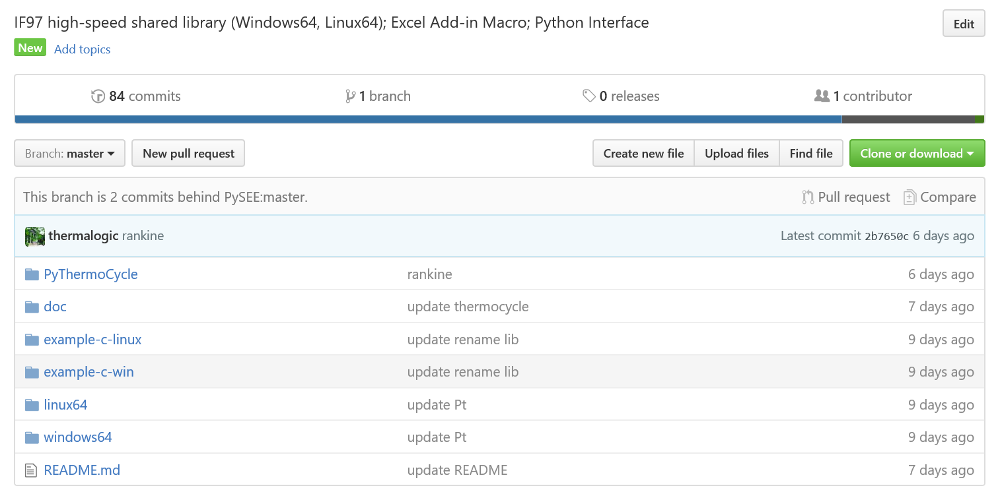 IF97 high-speed shared library (Windows64, Linux64); Excel Add-in Macro; Python Interface
Edit
New Add topics
84 commits 1 branch 0 releases 1 contributor
Branch: master New pull request Create new file Upload files Find file Clone or download
This branch is 2 commits behind PySEE:master. Pull request Compare
thermalogic rankine Latest commit 2b7650c 6 days ago
PyThermoCycle rankine 6 days ago
doc update thermocycle 7 days ago
example-c-linux update rename lib 9 days ago
example-c-win update rename lib 9 days ago
linux64 update Pt 9 days ago
windows64 update Pt 9 days ago
README.md update README 7 days ago